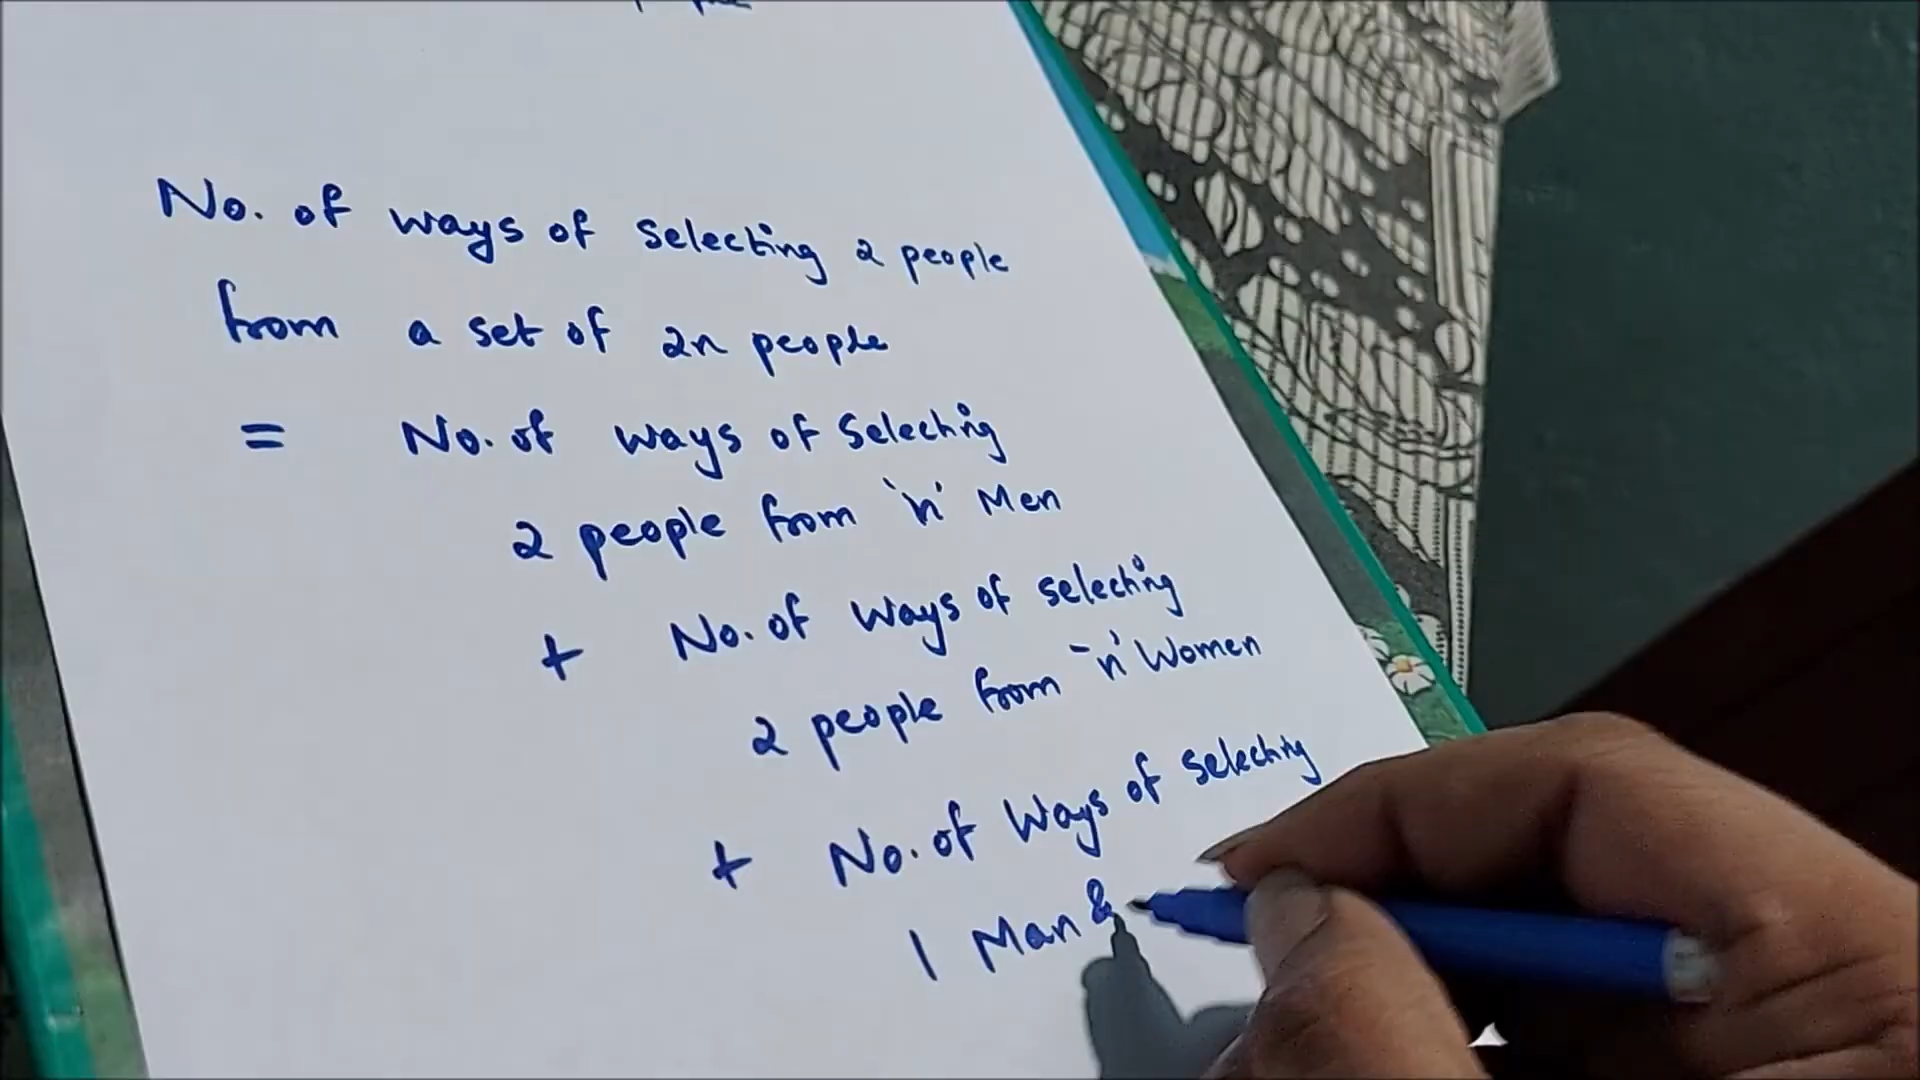 No. of ways of selecting 2 people
from a set of 2n people
= No. of ways of selecting
2 people from 'n' Men
+ No. of ways of selecting
2 people from 'n' Women
+ No. of ways of selecting
1 Man &